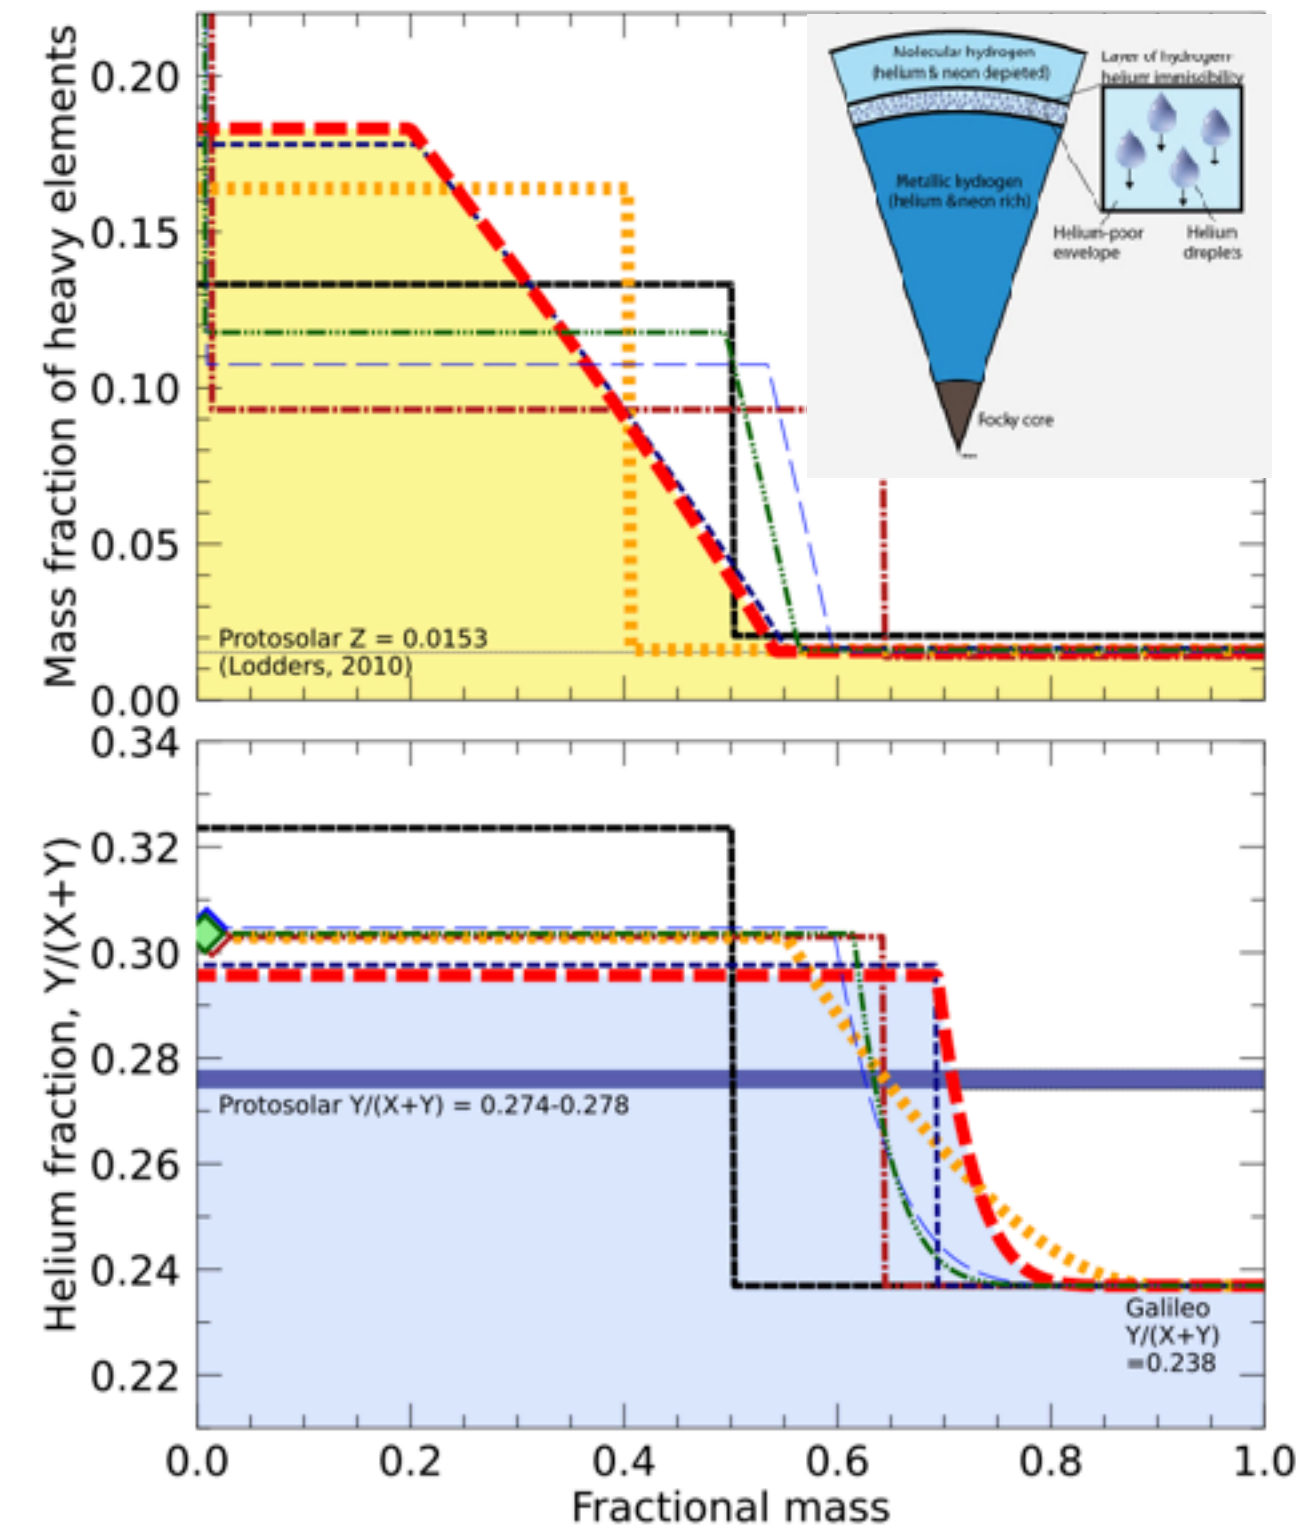 Mass fraction of heavy elements
0.20
0.15
0.10
0.05
0.00
Protosolar Z = 0.0153
(Lodders, 2010)
Molecular hydrogen
(helium & neon depleted)
Layer of hydrogen-
helium immiscibility
Metallic hydrogen
(helium & neon rich)
Helium-poor
envelope
Helium
droplets
Rocky core
Helium fraction, Y/(X+Y)
0.34
0.32
0.30
0.28
0.26
0.24
0.22
Protosolar Y/(X+Y) = 0.274-0.278
Galileo
Y/(X+Y)
=0.238
0.0 0.2 0.4 0.6 0.8 1.0
Fractional mass